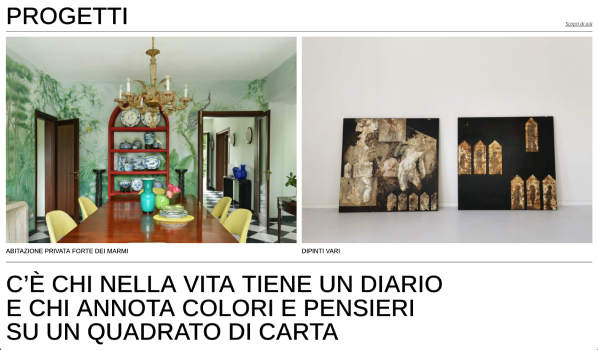 PROGETTI
Scopri di più
ABITAZIONE PRIVATA FORTE DEI MARMI
DIPINTI VARI
C’È CHI NELLA VITA TIENE UN DIARIO
E CHI ANNOTA COLORI E PENSIERI
SU UN QUADRATO DI CARTA